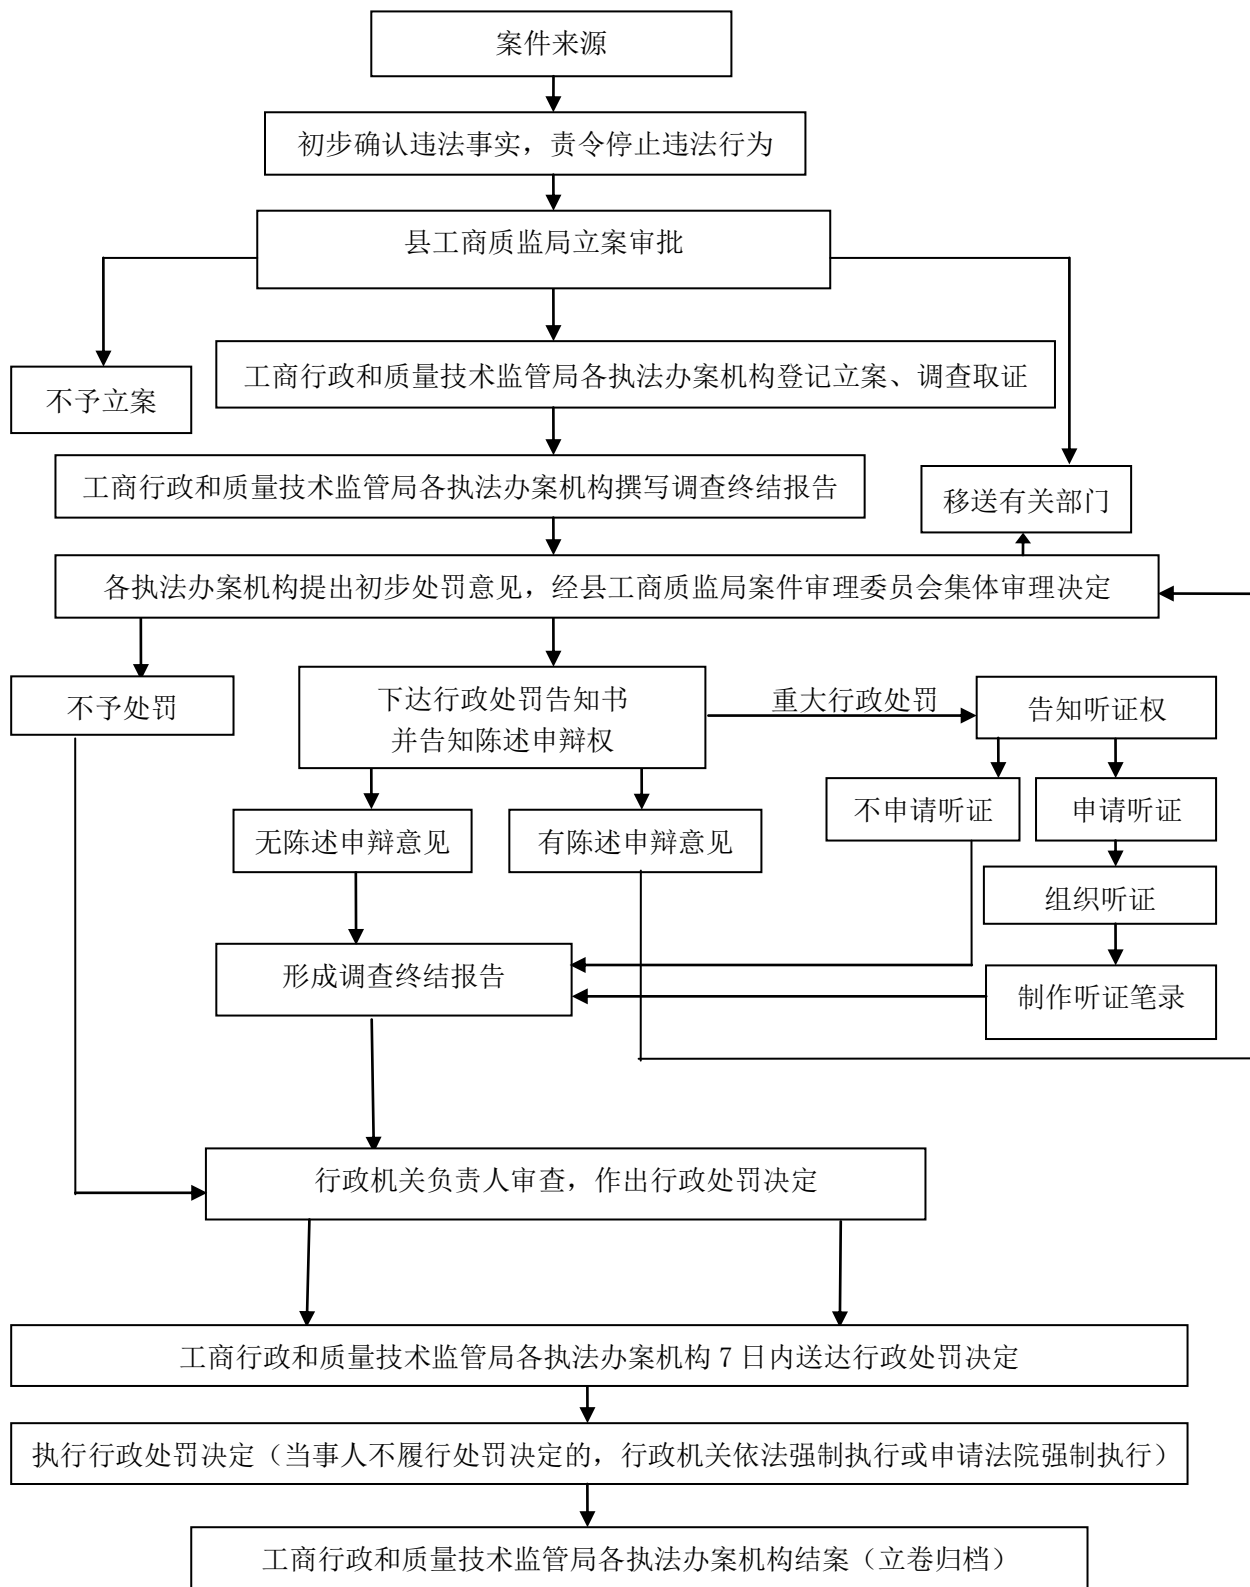 案件来源
初步确认违法事实，责令停止违法行为
县工商质监局立案审批
工商行政和质量技术监管局各执法办案机构登记立案、调查取证
不予立案
工商行政和质量技术监管局各执法办案机构撰写调查终结报告
移送有关部门
各执法办案机构提出初步处罚意见，经县工商质监局案件审理委员会集体审理决定
不予处罚
下达行政处罚告知书
并告知陈述申辩权
重大行政处罚
告知听证权
无陈述申辩意见
有陈述申辩意见
不申请听证
申请听证
组织听证
形成调查终结报告
制作听证笔录
行政机关负责人审查，作出行政处罚决定
工商行政和质量技术监管局各执法办案机构 7 日内送达行政处罚决定
执行行政处罚决定（当事人不履行处罚决定的，行政机关依法强制执行或申请法院强制执行）
工商行政和质量技术监管局各执法办案机构结案（立卷归档）